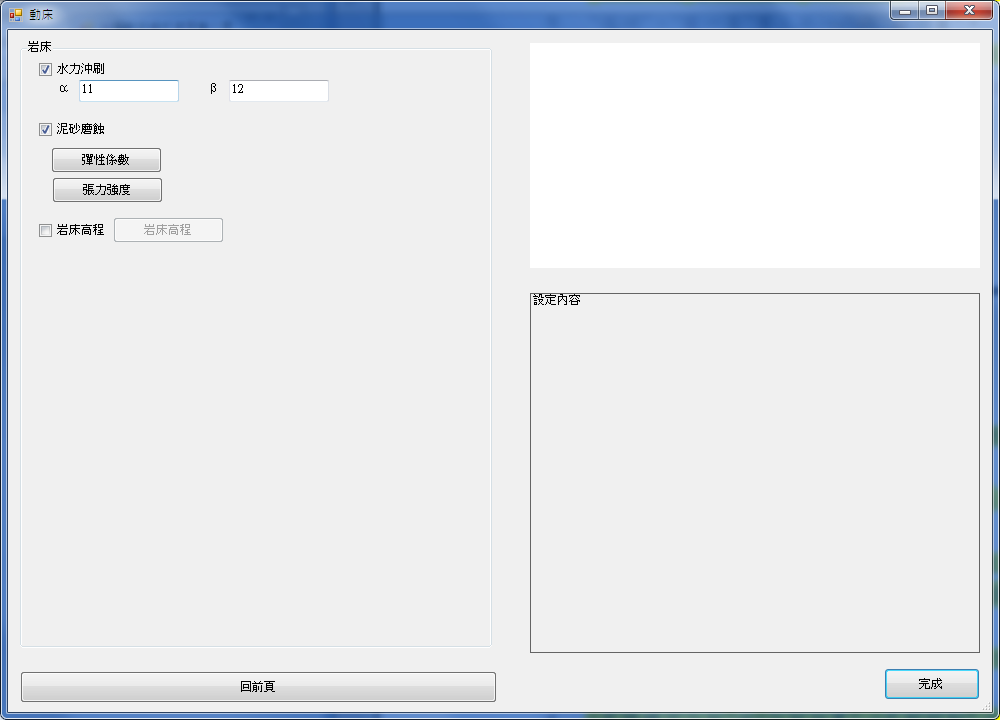 動床
岩床
水力沖刷
α 11 β 12
泥砂磨蝕
彈性係數
張力強度
岩床高程 岩床高程
設定內容
回前頁
完成